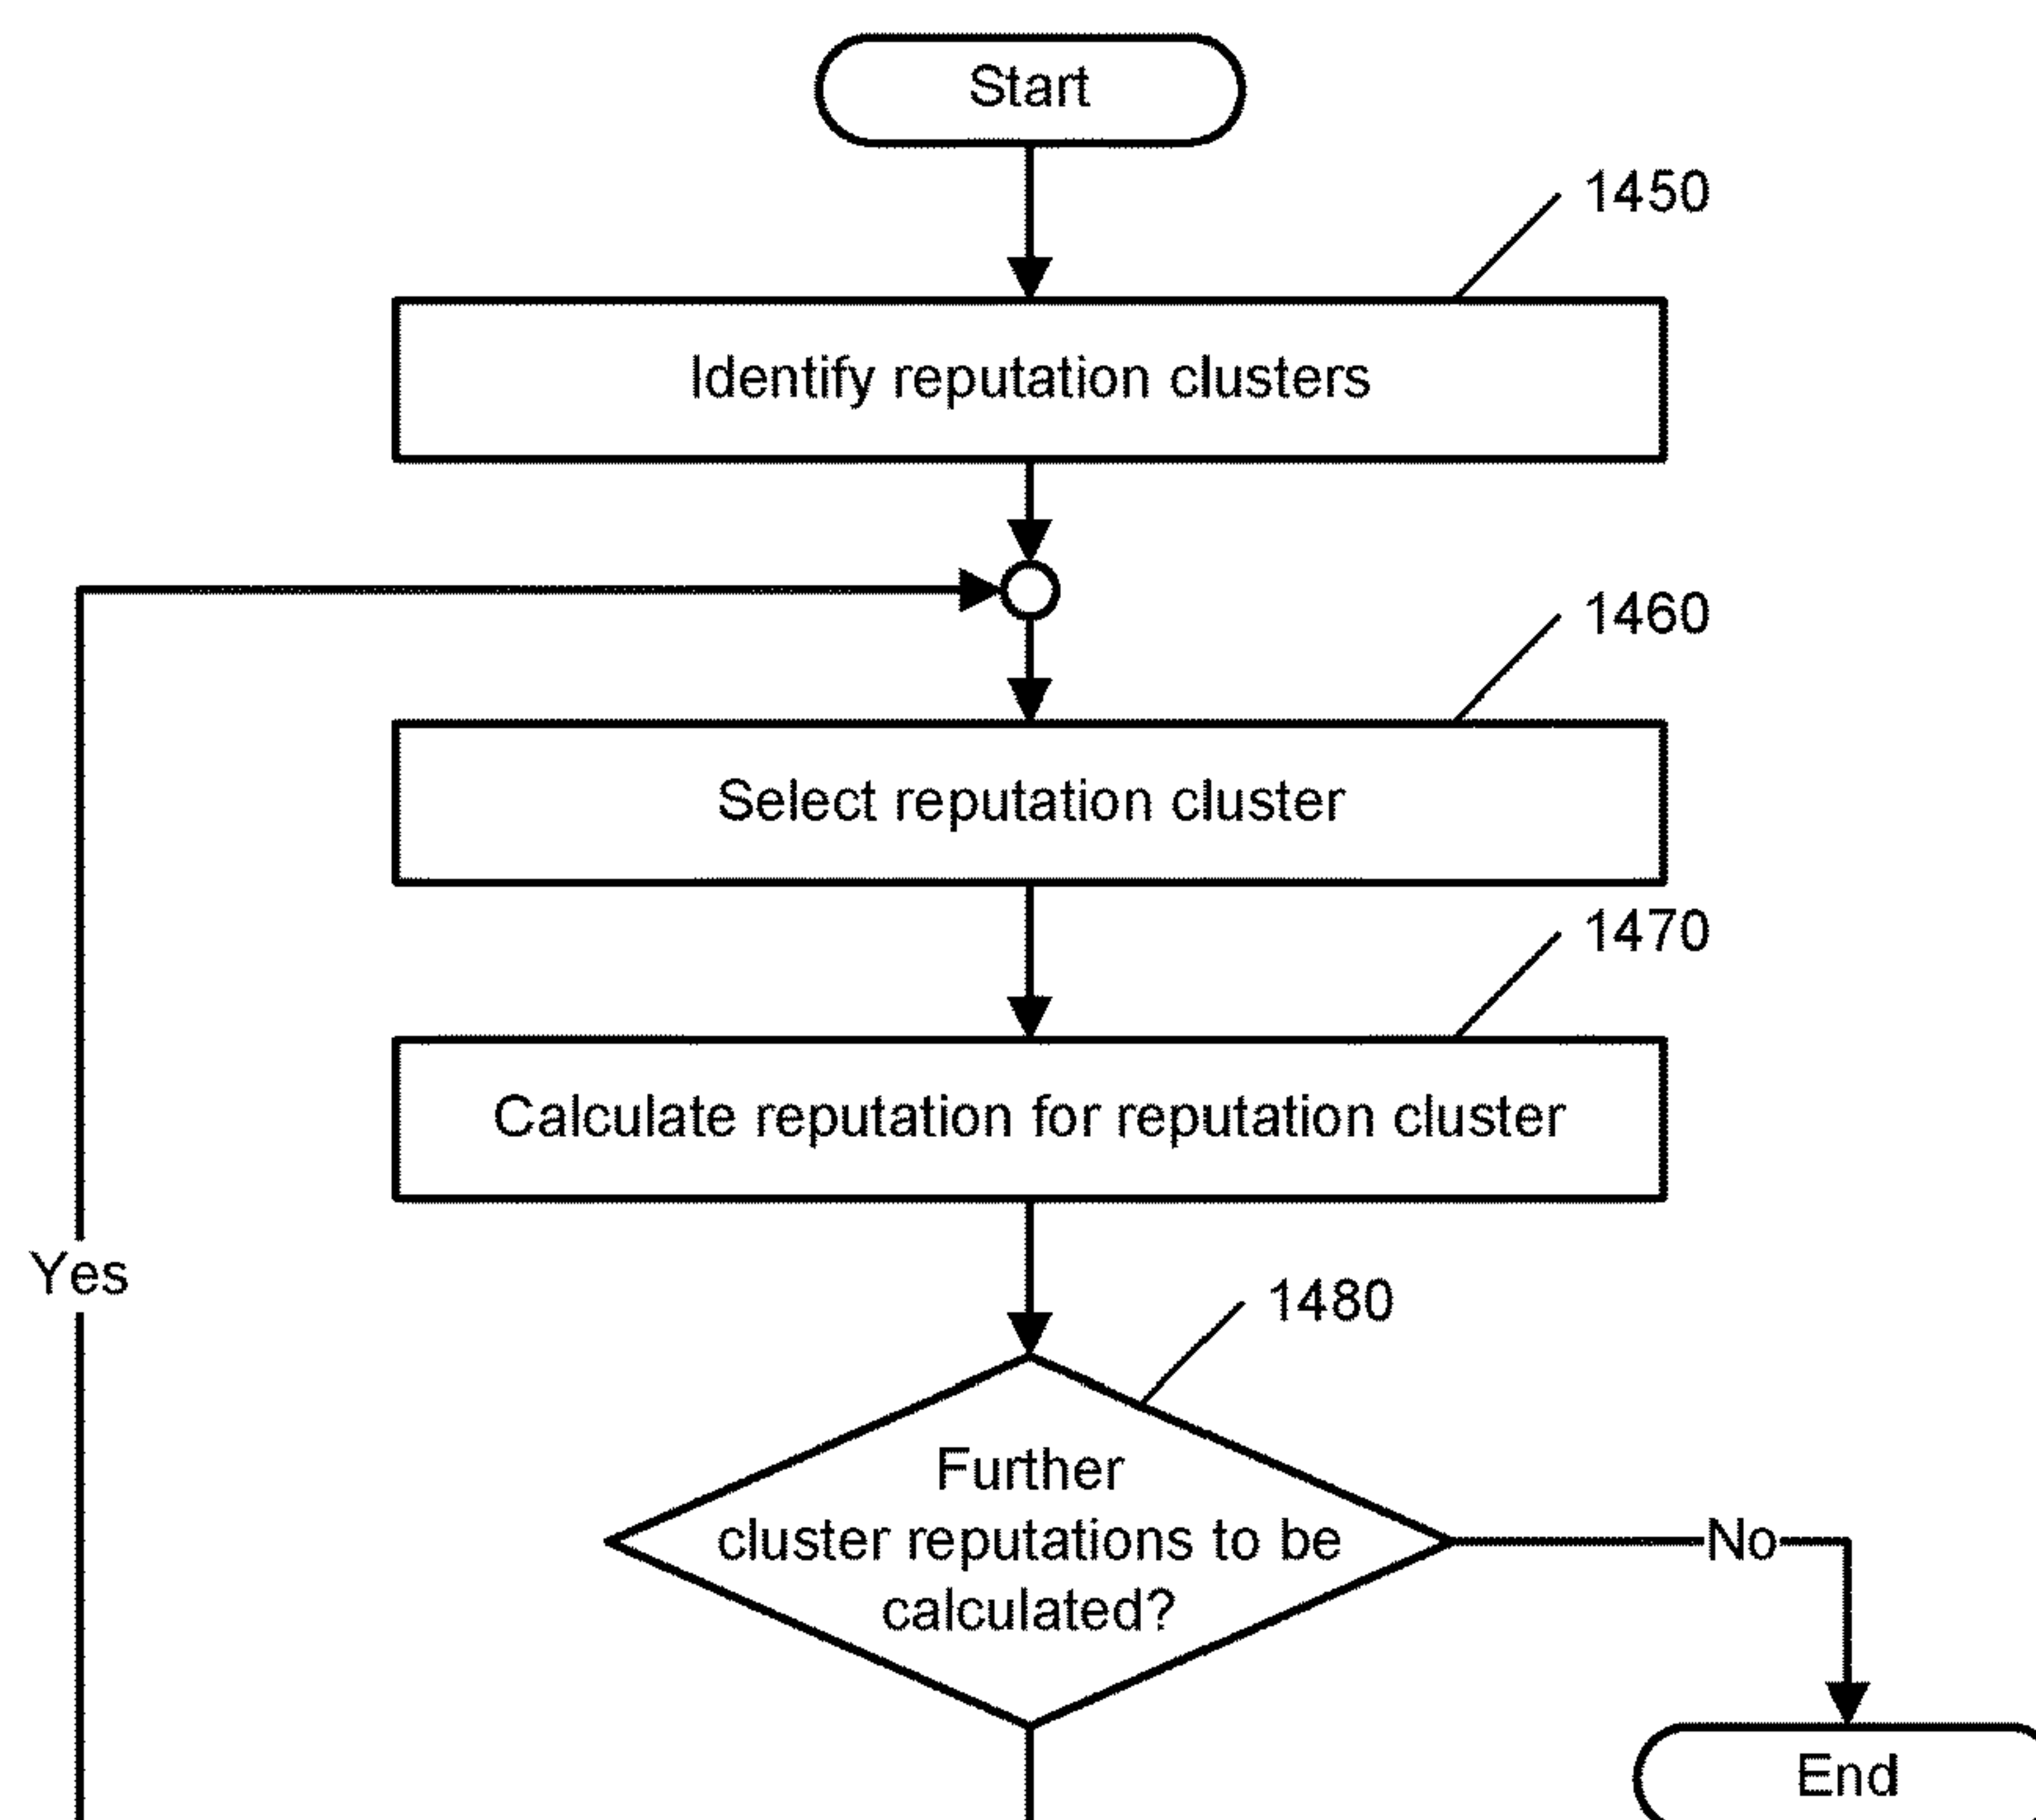 Start
1450
Identify reputation clusters
1460
Select reputation cluster
1470
Calculate reputation for reputation cluster
Yes
1480
Further
cluster reputations to be
calculated?
No
End